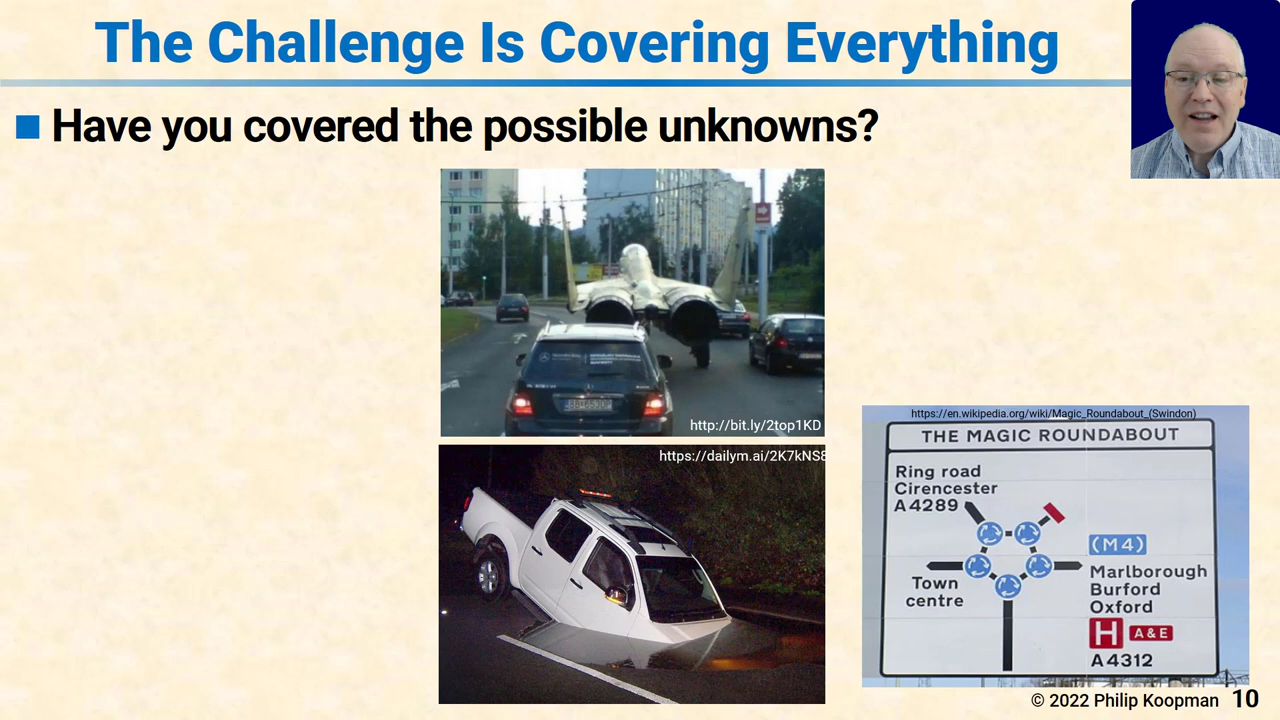 The Challenge Is Covering Everything
Have you covered the possible unknowns?
http://bit.ly/2top1KD
https://dailym.ai/2K7kNS8
https://en.wikipedia.org/wiki/Magic_Roundabout_(Swindon)
THE MAGIC ROUNDABOUT
Ring road
Cirencester
A4289
(M4)
Marlborough
Burford
Oxford
Town
centre
H A&E
A4312
© 2022 Philip Koopman 10